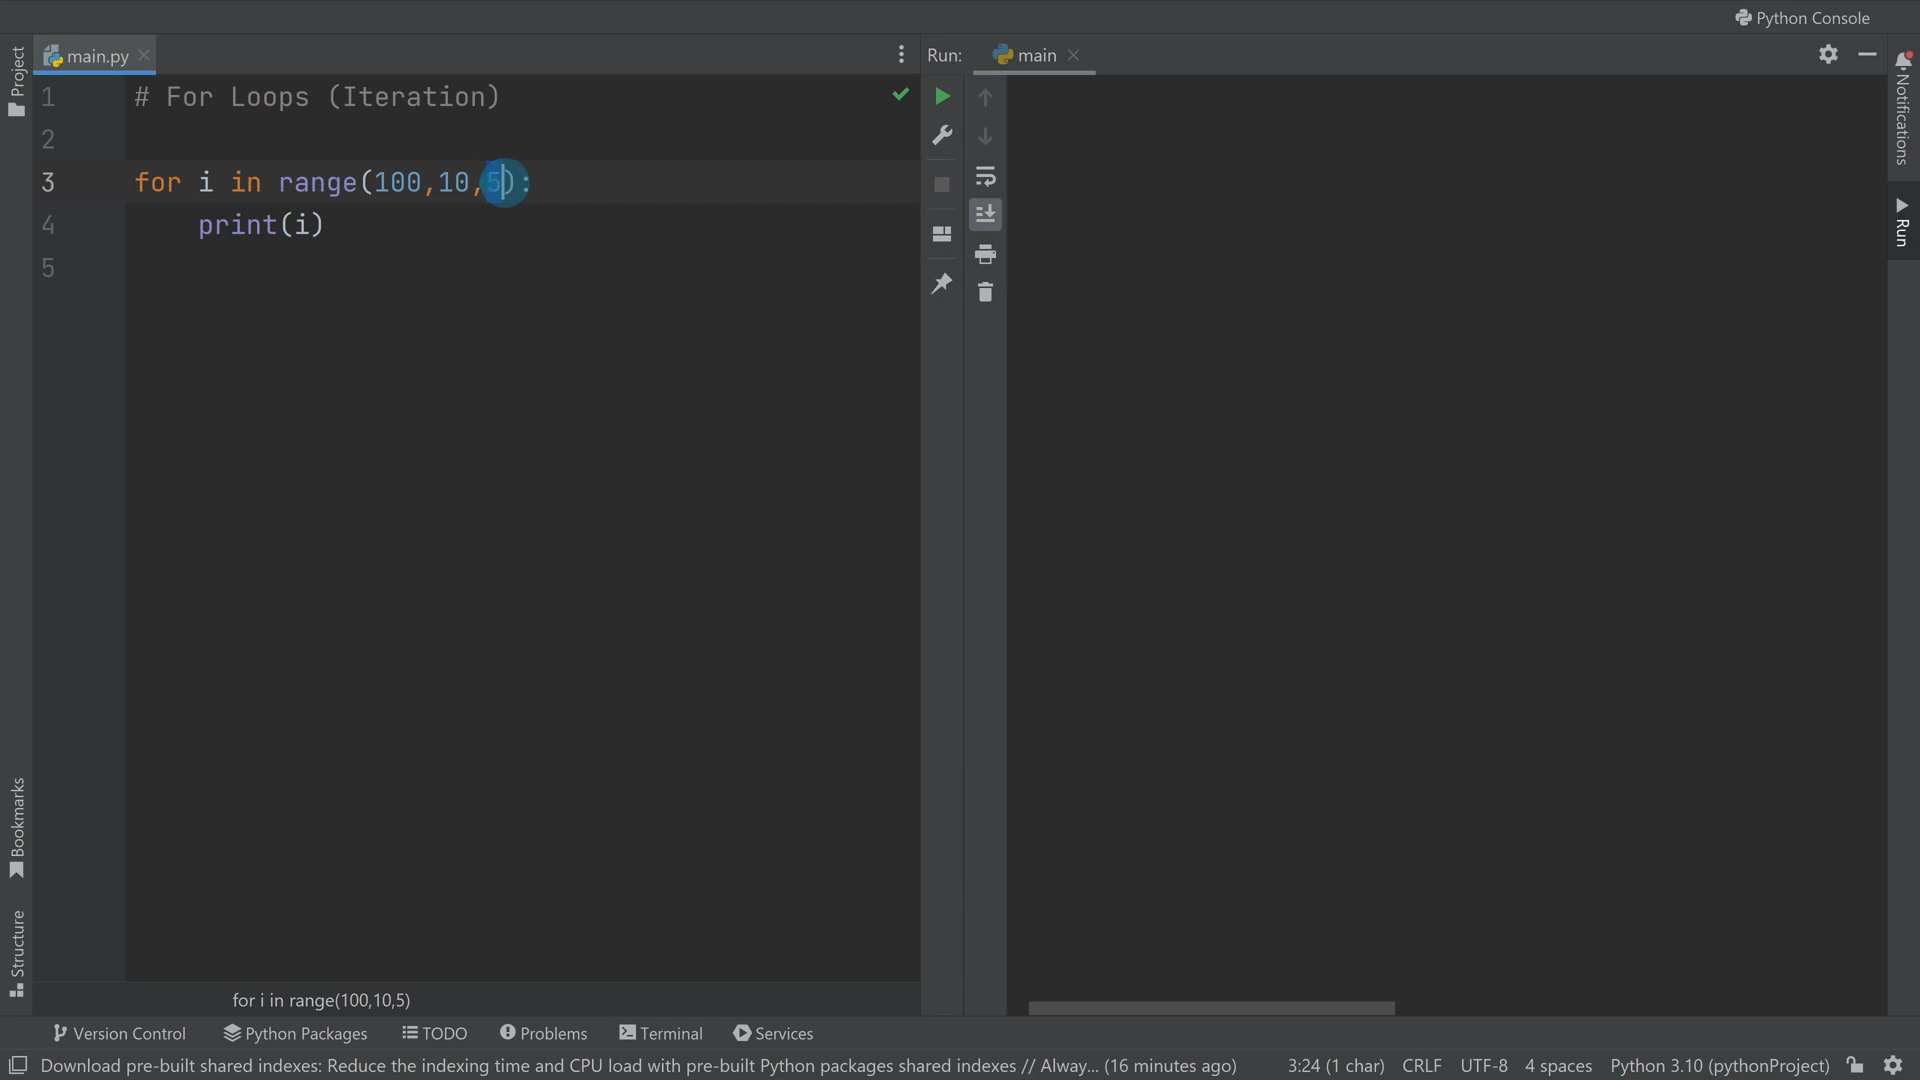 Python Console
Project
main.py
Run:
main
Notifications
1 # For Loops (Iteration)
2
3 for i in range(100,10,5):
4 print(i)
5
Run
Bookmarks
Structure
for i in range(100,10,5)
Version Control
Python Packages
TODO
Problems
Terminal
Services
Download pre-built shared indexes: Reduce the indexing time and CPU load with pre-built Python packages shared indexes // Alway... (16 minutes ago)
3:24 (1 char)
CRLF
UTF-8
4 spaces
Python 3.10 (pythonProject)